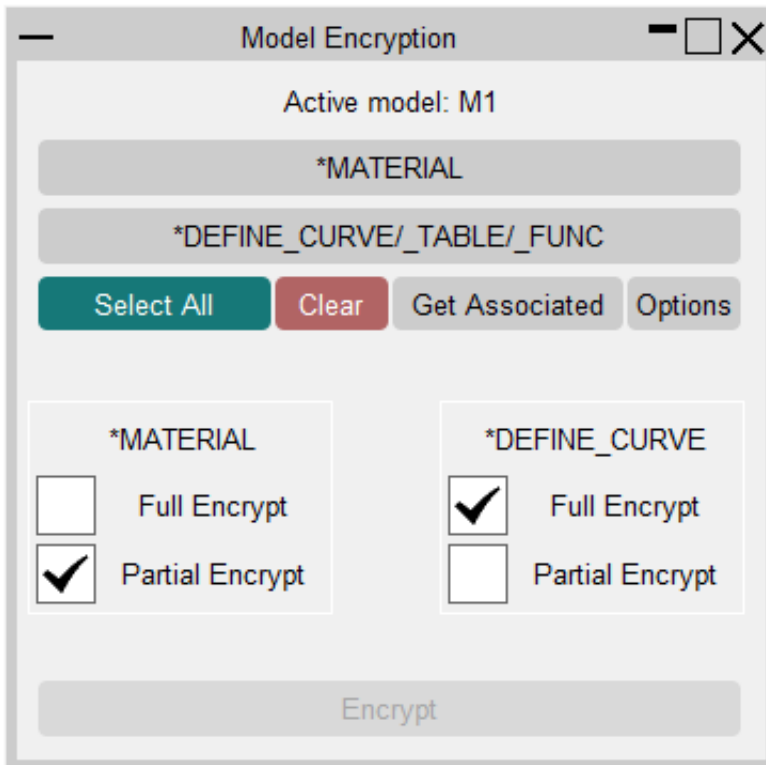 Model Encryption
Active model: M1
*MATERIAL
*DEFINE_CURVE/_TABLE/_FUNC
Select All Clear Get Associated Options
*MATERIAL
Full Encrypt
Partial Encrypt
*DEFINE_CURVE
Full Encrypt
Partial Encrypt
Encrypt